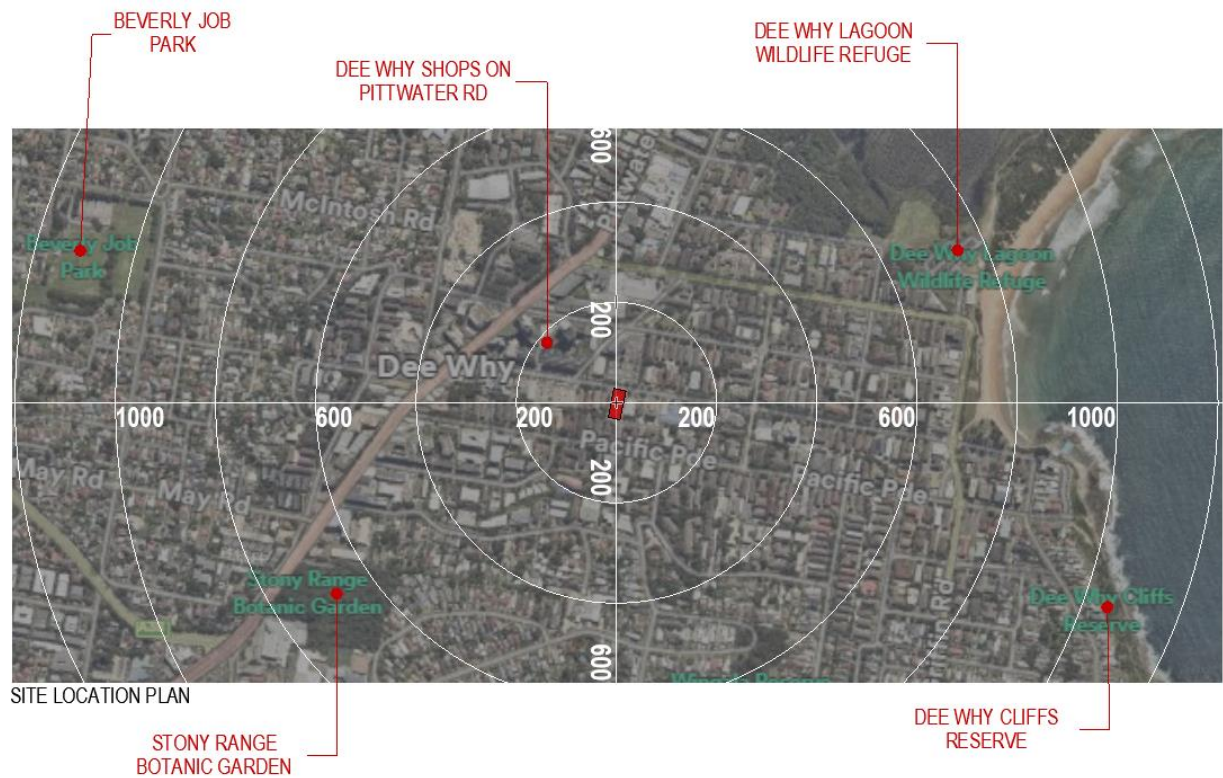 BEVERLY JOB
PARK
DEE WHY SHOPS ON
PITTWATER RD
DEE WHY LAGOON
WILDLIFE REFUGE
600
Pittwater
McIntosh Rd
Beverly Job
Park
Dee Why Lagoon
Wildlife Refuge
200
Dee Why
1000
600
200
200
600
1000
Pacific Pde
Pacific Pde
200
May Rd
May Rd
Stony Range
Botanic Garden
Dee Why Cliffs
Reserve
600
SITE LOCATION PLAN
STONY RANGE
BOTANIC GARDEN
DEE WHY CLIFFS
RESERVE